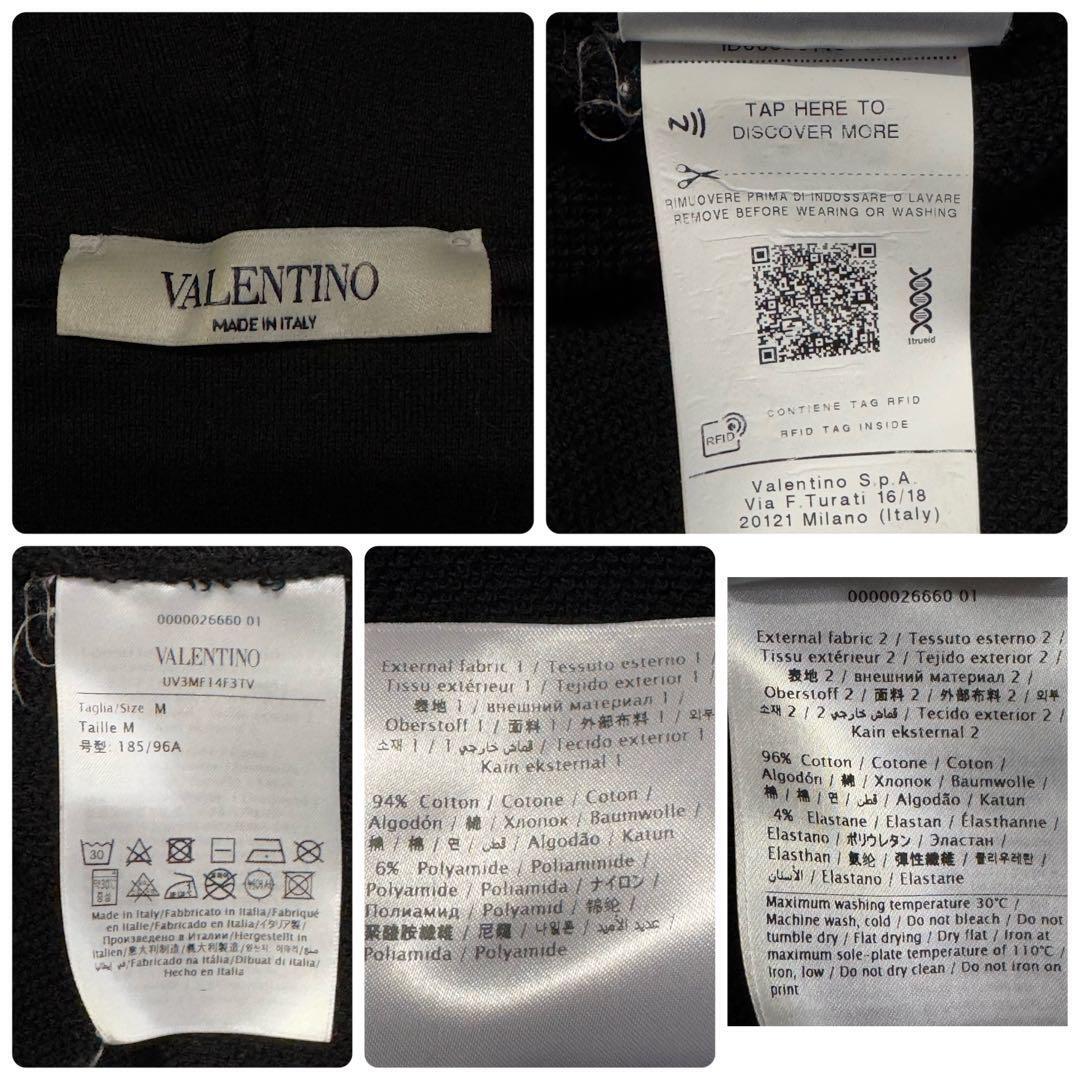 VALENTINO
MADE IN ITALY
TAP HERE TO
DISCOVER MORE
RIMUOVERE PRIMA DI INDOSSARE O LAVARE
REMOVE BEFORE WEARING OR WASHING
1trueid
CONTIENE TAG RFID
RFID
RFID TAG INSIDE
Valentino S.p.A.
Via F.Turati 16/18
20121 Milano (Italy)
0000026660 01
VALENTINO
UV3MF14F3TV
Taglia/Size M
Taille M
号型: 185/96A
30
약30℃
중성
Made in Italy/Fabbricato in Italia/Fabriqué
en Italie/Fabricado en Italia/イタリア製/
Произведено в Италии/Hergestellt in
Italien/意大利制造/義大利製造/
Fabricado na Itália/Dibuat di Italia/
Hecho en Italia
External fabric 1 / Tessuto esterno 1 /
Tissu extérieur 1 / Tejido exterior 1 /
表地 1 / внешний материал 1 /
Oberstoff 1 / 面料 1 / 外部布料 1 / 외부
소재 1 / قماش خارجي 1 / Tecido exterior 1 /
Kain eksternal 1
94% Cotton / Cotone / Coton /
Algodón / 綿 / Хлопок / Baumwolle /
棉 / 棉 / 면 / قطن / Algodão / Katun
6% Polyamide / Poliammide /
Polyamide / Poliamida / ナイロン /
Полиамид / Polyamid / 锦纶 /
聚醯胺纖維 / 尼龍 / 나일론 / عديد الأميد /
Poliamida / Polyamide
0000026660 01
External fabric 2 / Tessuto esterno 2 /
Tissu extérieur 2 / Tejido exterior 2 /
表地 2 / внешний материал 2 /
Oberstoff 2 / 面料 2 / 外部布料 2 / 외부
소재 2 / قماش خارجي 2 / Tecido exterior 2 /
Kain eksternal 2
96% Cotton / Cotone / Coton /
Algodón / 綿 / Хлопок / Baumwolle /
棉 / 棉 / 면 / قطن / Algodão / Katun
4% Elastane / Elastan / Élasthanne /
Elastano / ポリウレタン / Эластан /
Elasthan / 氨纶 / 彈性纖維 / 폴리우레탄 /
الأستان / Elastano / Elastane
Maximum washing temperature 30°C /
Machine wash, cold / Do not bleach / Do not
tumble dry / Flat drying / Dry flat / Iron at
maximum sole-plate temperature of 110°C /
Iron, low / Do not dry clean / Do not iron on
print